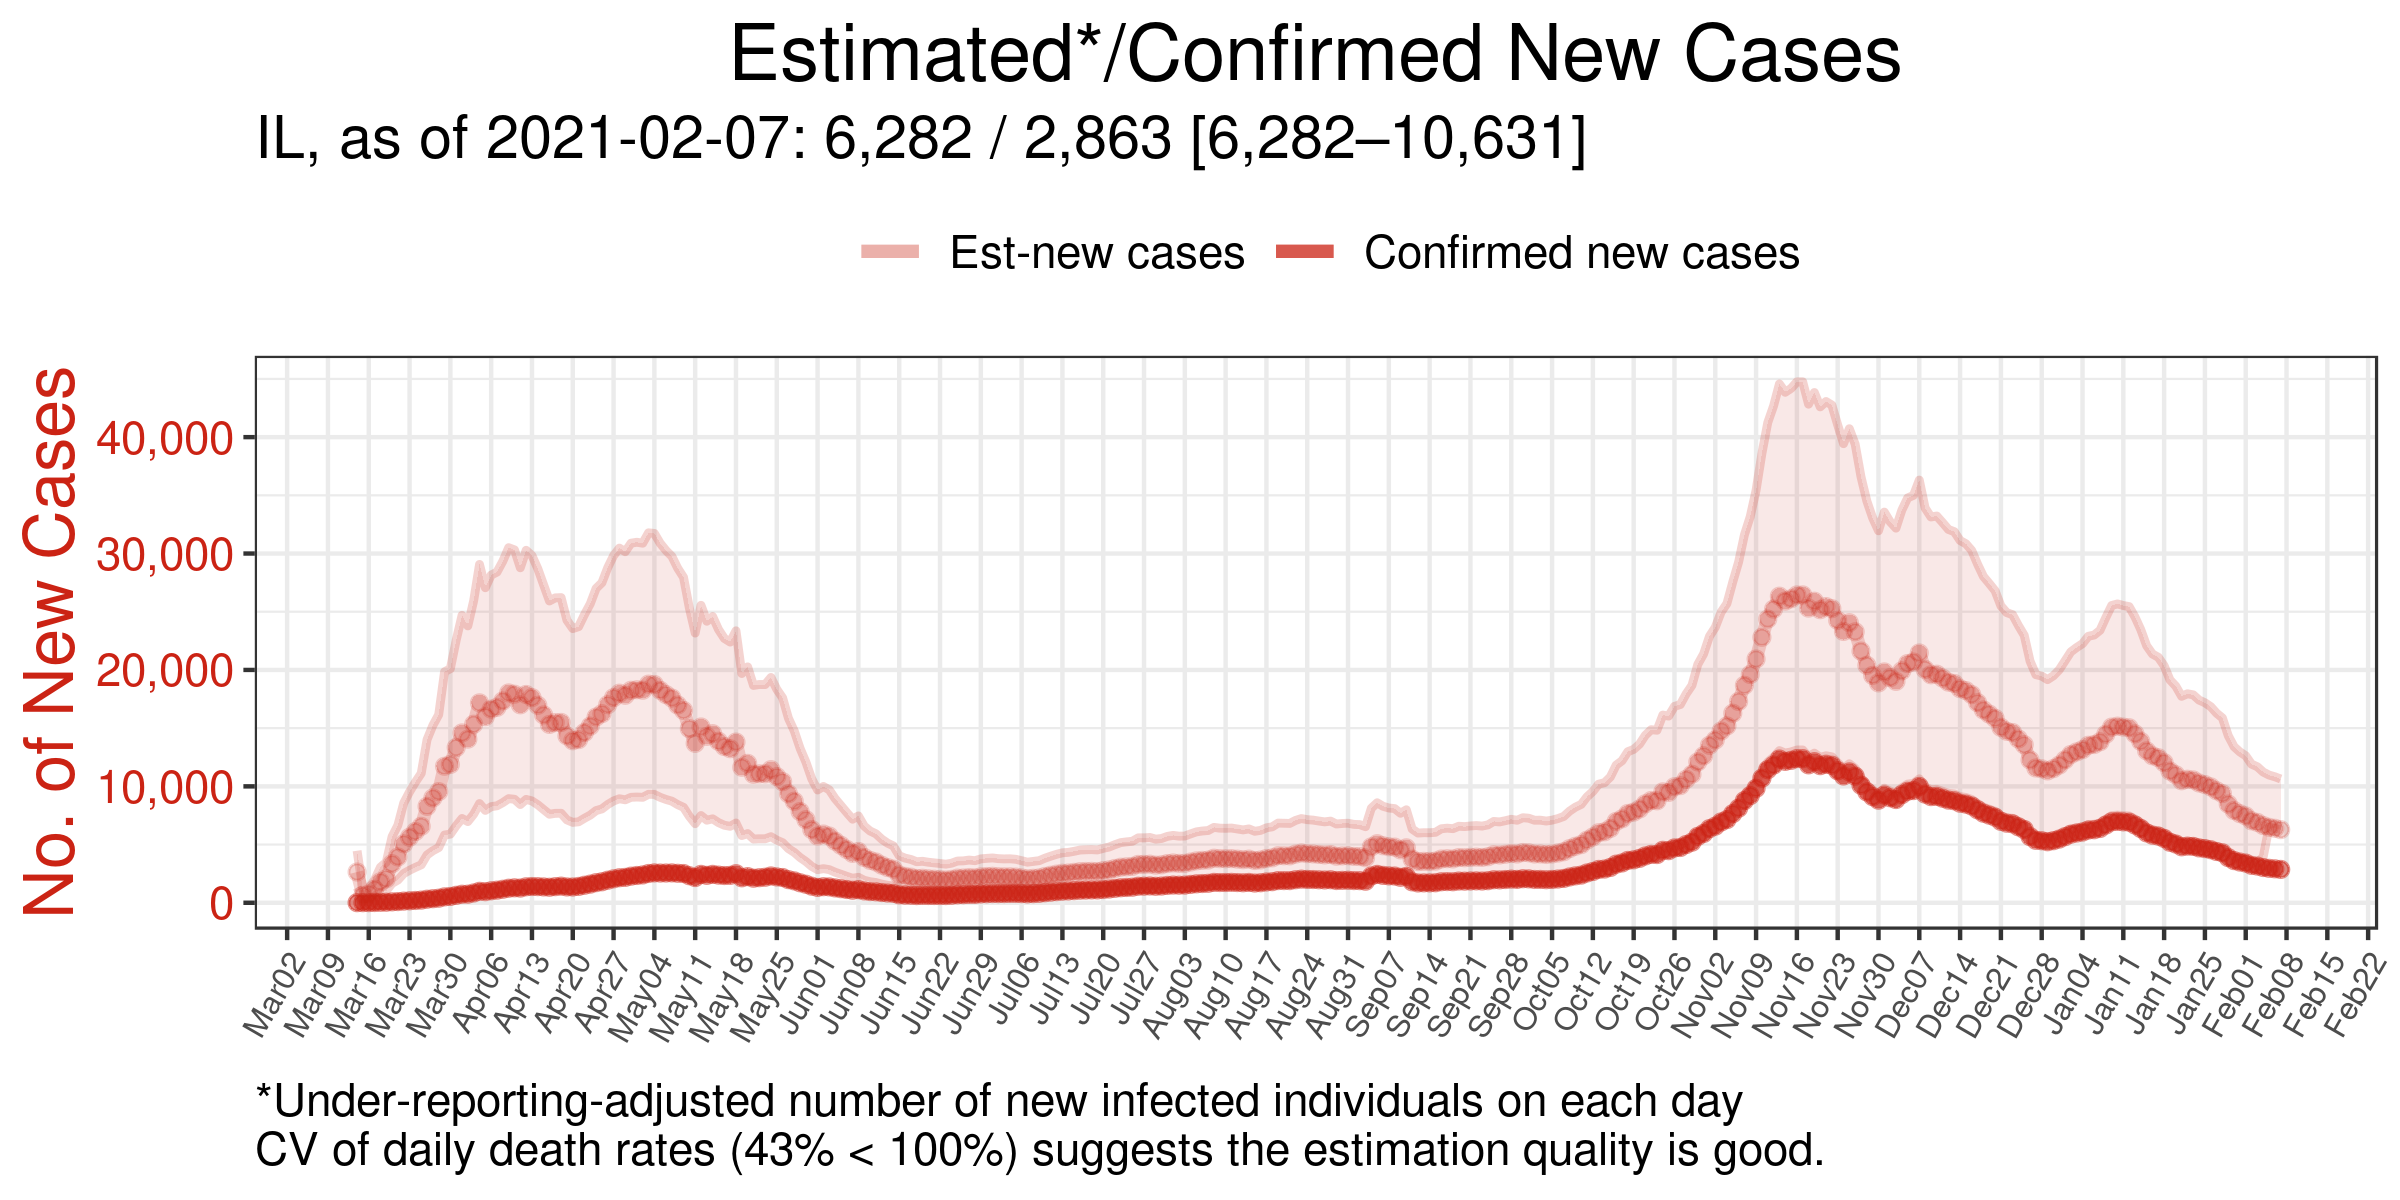 Estimated*/Confirmed New Cases
IL, as of 2021-02-07: 6,282 / 2,863 [6,282–10,631]
Est-new cases
Confirmed new cases
No. of New Cases
40,000
30,000
20,000
10,000
0
Mar02
Mar09
Mar16
Mar23
Mar30
Apr06
Apr13
Apr20
Apr27
May04
May11
May18
May25
Jun01
Jun08
Jun15
Jun22
Jun29
Jul06
Jul13
Jul20
Jul27
Aug03
Aug10
Aug17
Aug24
Aug31
Sep07
Sep14
Sep21
Sep28
Oct05
Oct12
Oct19
Oct26
Nov02
Nov09
Nov16
Nov23
Nov30
Dec07
Dec14
Dec21
Dec28
Jan04
Jan11
Jan18
Jan25
Feb01
Feb08
Feb15
Feb22
*Under-reporting-adjusted number of new infected individuals on each day
CV of daily death rates (43% < 100%) suggests the estimation quality is good.